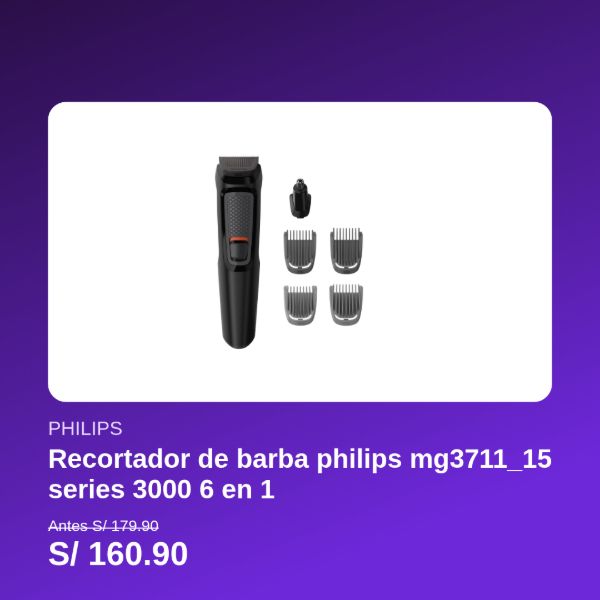 PHILIPS
Recortador de barba philips mg3711_15
series 3000 6 en 1
Antes S/ 179.90
S/ 160.90